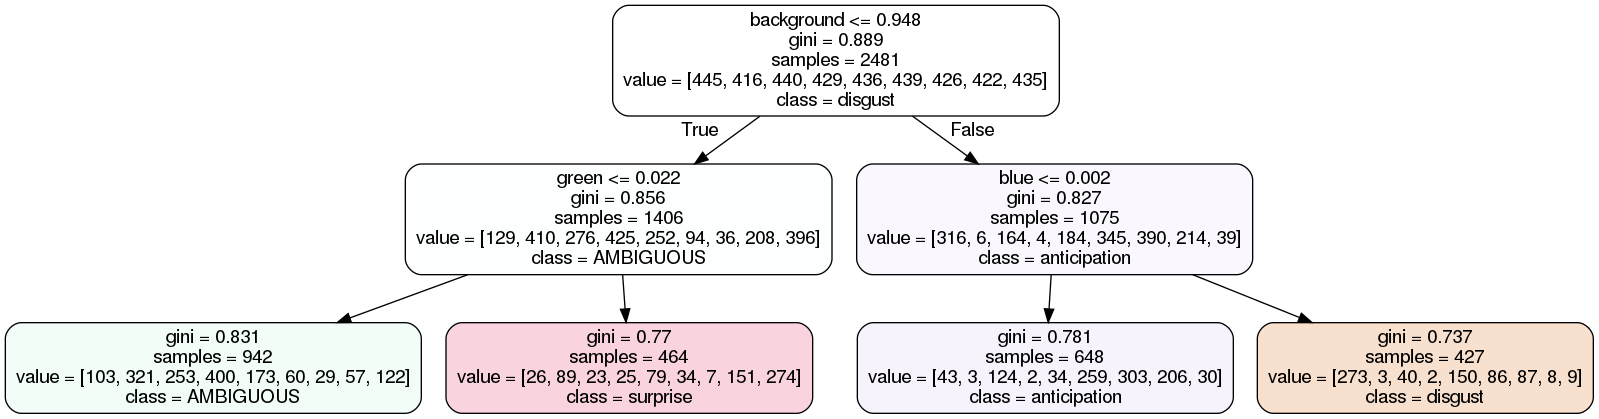 background <= 0.948
gini = 0.889
samples = 2481
value = [445, 416, 440, 429, 436, 439, 426, 422, 435]
class = disgust
True
False
green <= 0.022
gini = 0.856
samples = 1406
value = [129, 410, 276, 425, 252, 94, 36, 208, 396]
class = AMBIGUOUS
blue <= 0.002
gini = 0.827
samples = 1075
value = [316, 6, 164, 4, 184, 345, 390, 214, 39]
class = anticipation
gini = 0.831
samples = 942
value = [103, 321, 253, 400, 173, 60, 29, 57, 122]
class = AMBIGUOUS
gini = 0.77
samples = 464
value = [26, 89, 23, 25, 79, 34, 7, 151, 274]
class = surprise
gini = 0.781
samples = 648
value = [43, 3, 124, 2, 34, 259, 303, 206, 30]
class = anticipation
gini = 0.737
samples = 427
value = [273, 3, 40, 2, 150, 86, 87, 8, 9]
class = disgust